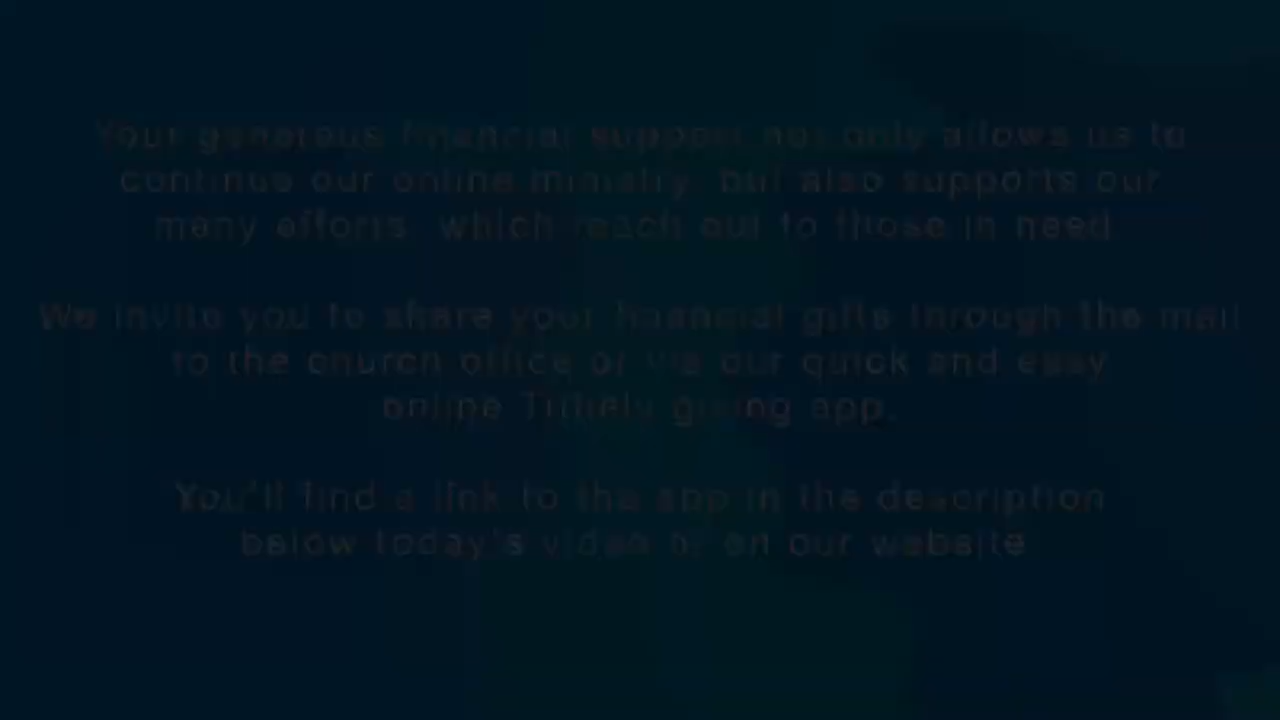 Your generous financial support not only allows us to
continue our online ministry, but also supports our
many efforts, which reach out to those in need.
We invite you to share your financial gifts through the mail
to the church office or via our quick and easy
online Tithely giving app.
You'll find a link to the app in the description
below today's video or on our website.